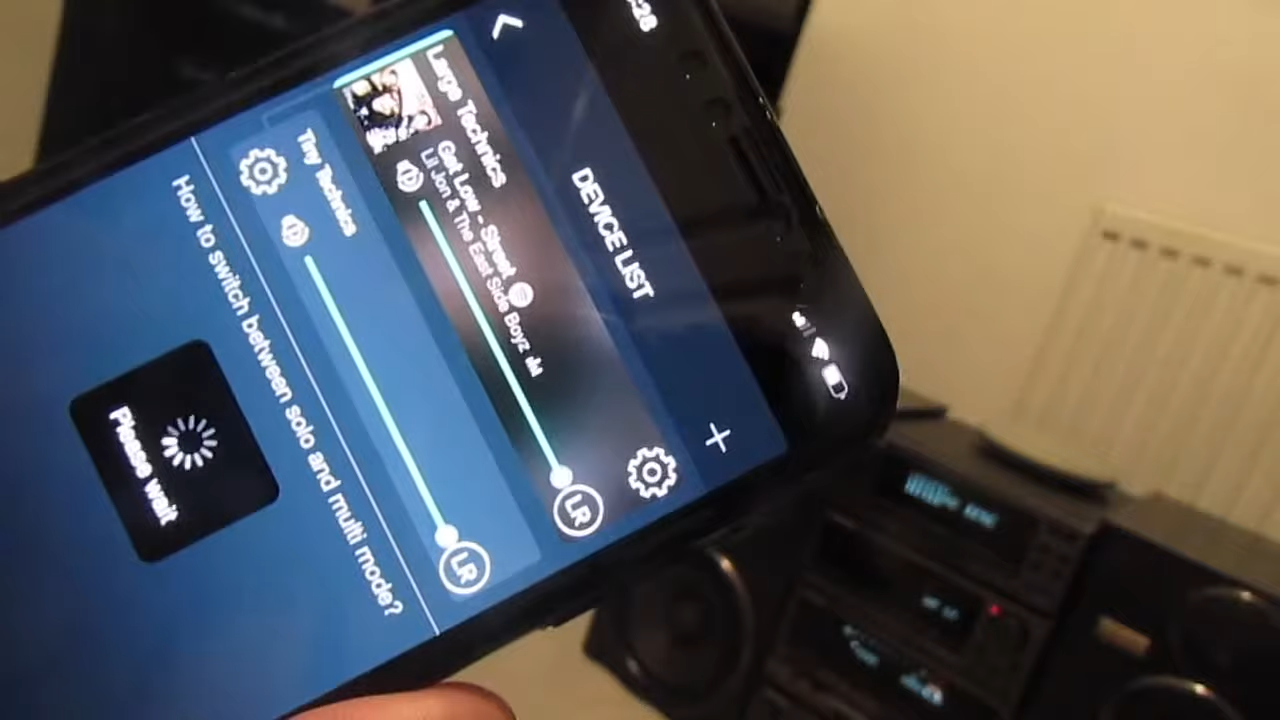 :28
DEVICE LIST
+
Large Technics
Get Low - Street
Lil Jon & The East Side Boyz
LR
Tiny Technics
LR
How to switch between solo and multi mode?
Please wait